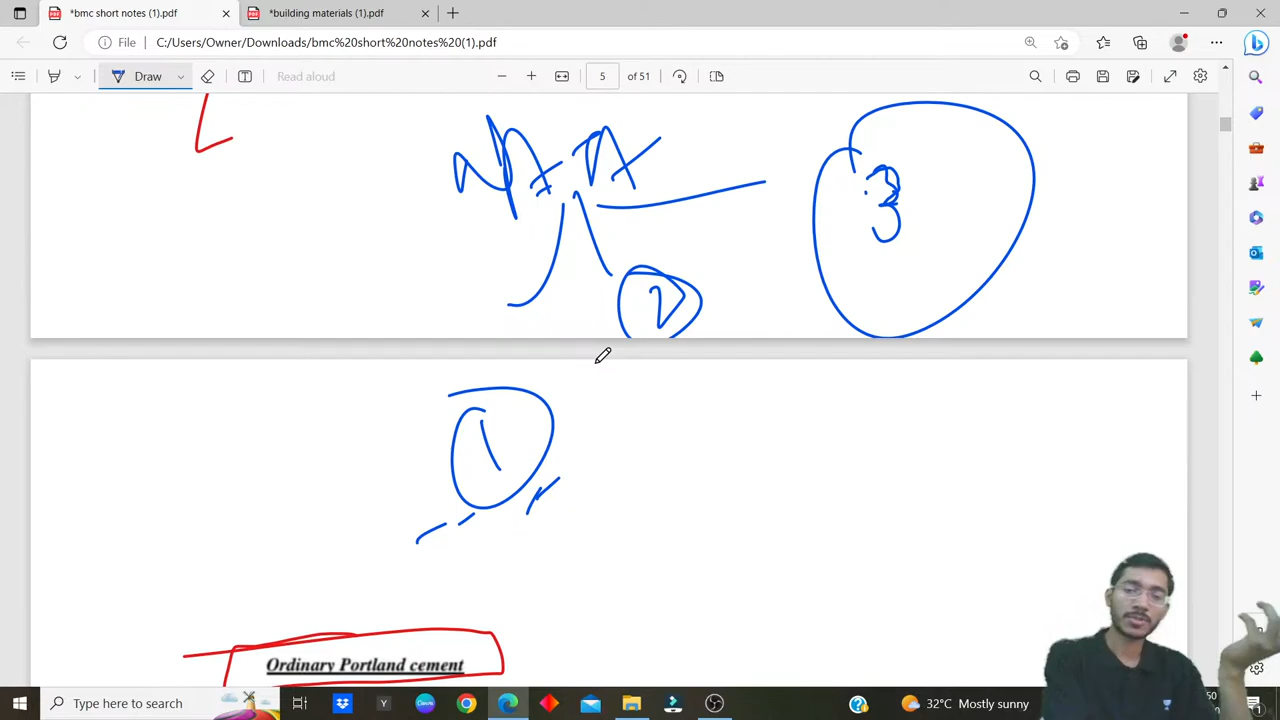 *bmc short notes (1).pdf
*building materials (1).pdf
File
C:/Users/Owner/Downloads/bmc%20short%20notes%20(1).pdf
Draw
Read aloud
5
of 51
3
2
1
Ordinary Portland cement
Type here to search
Y
32°C Mostly sunny
50